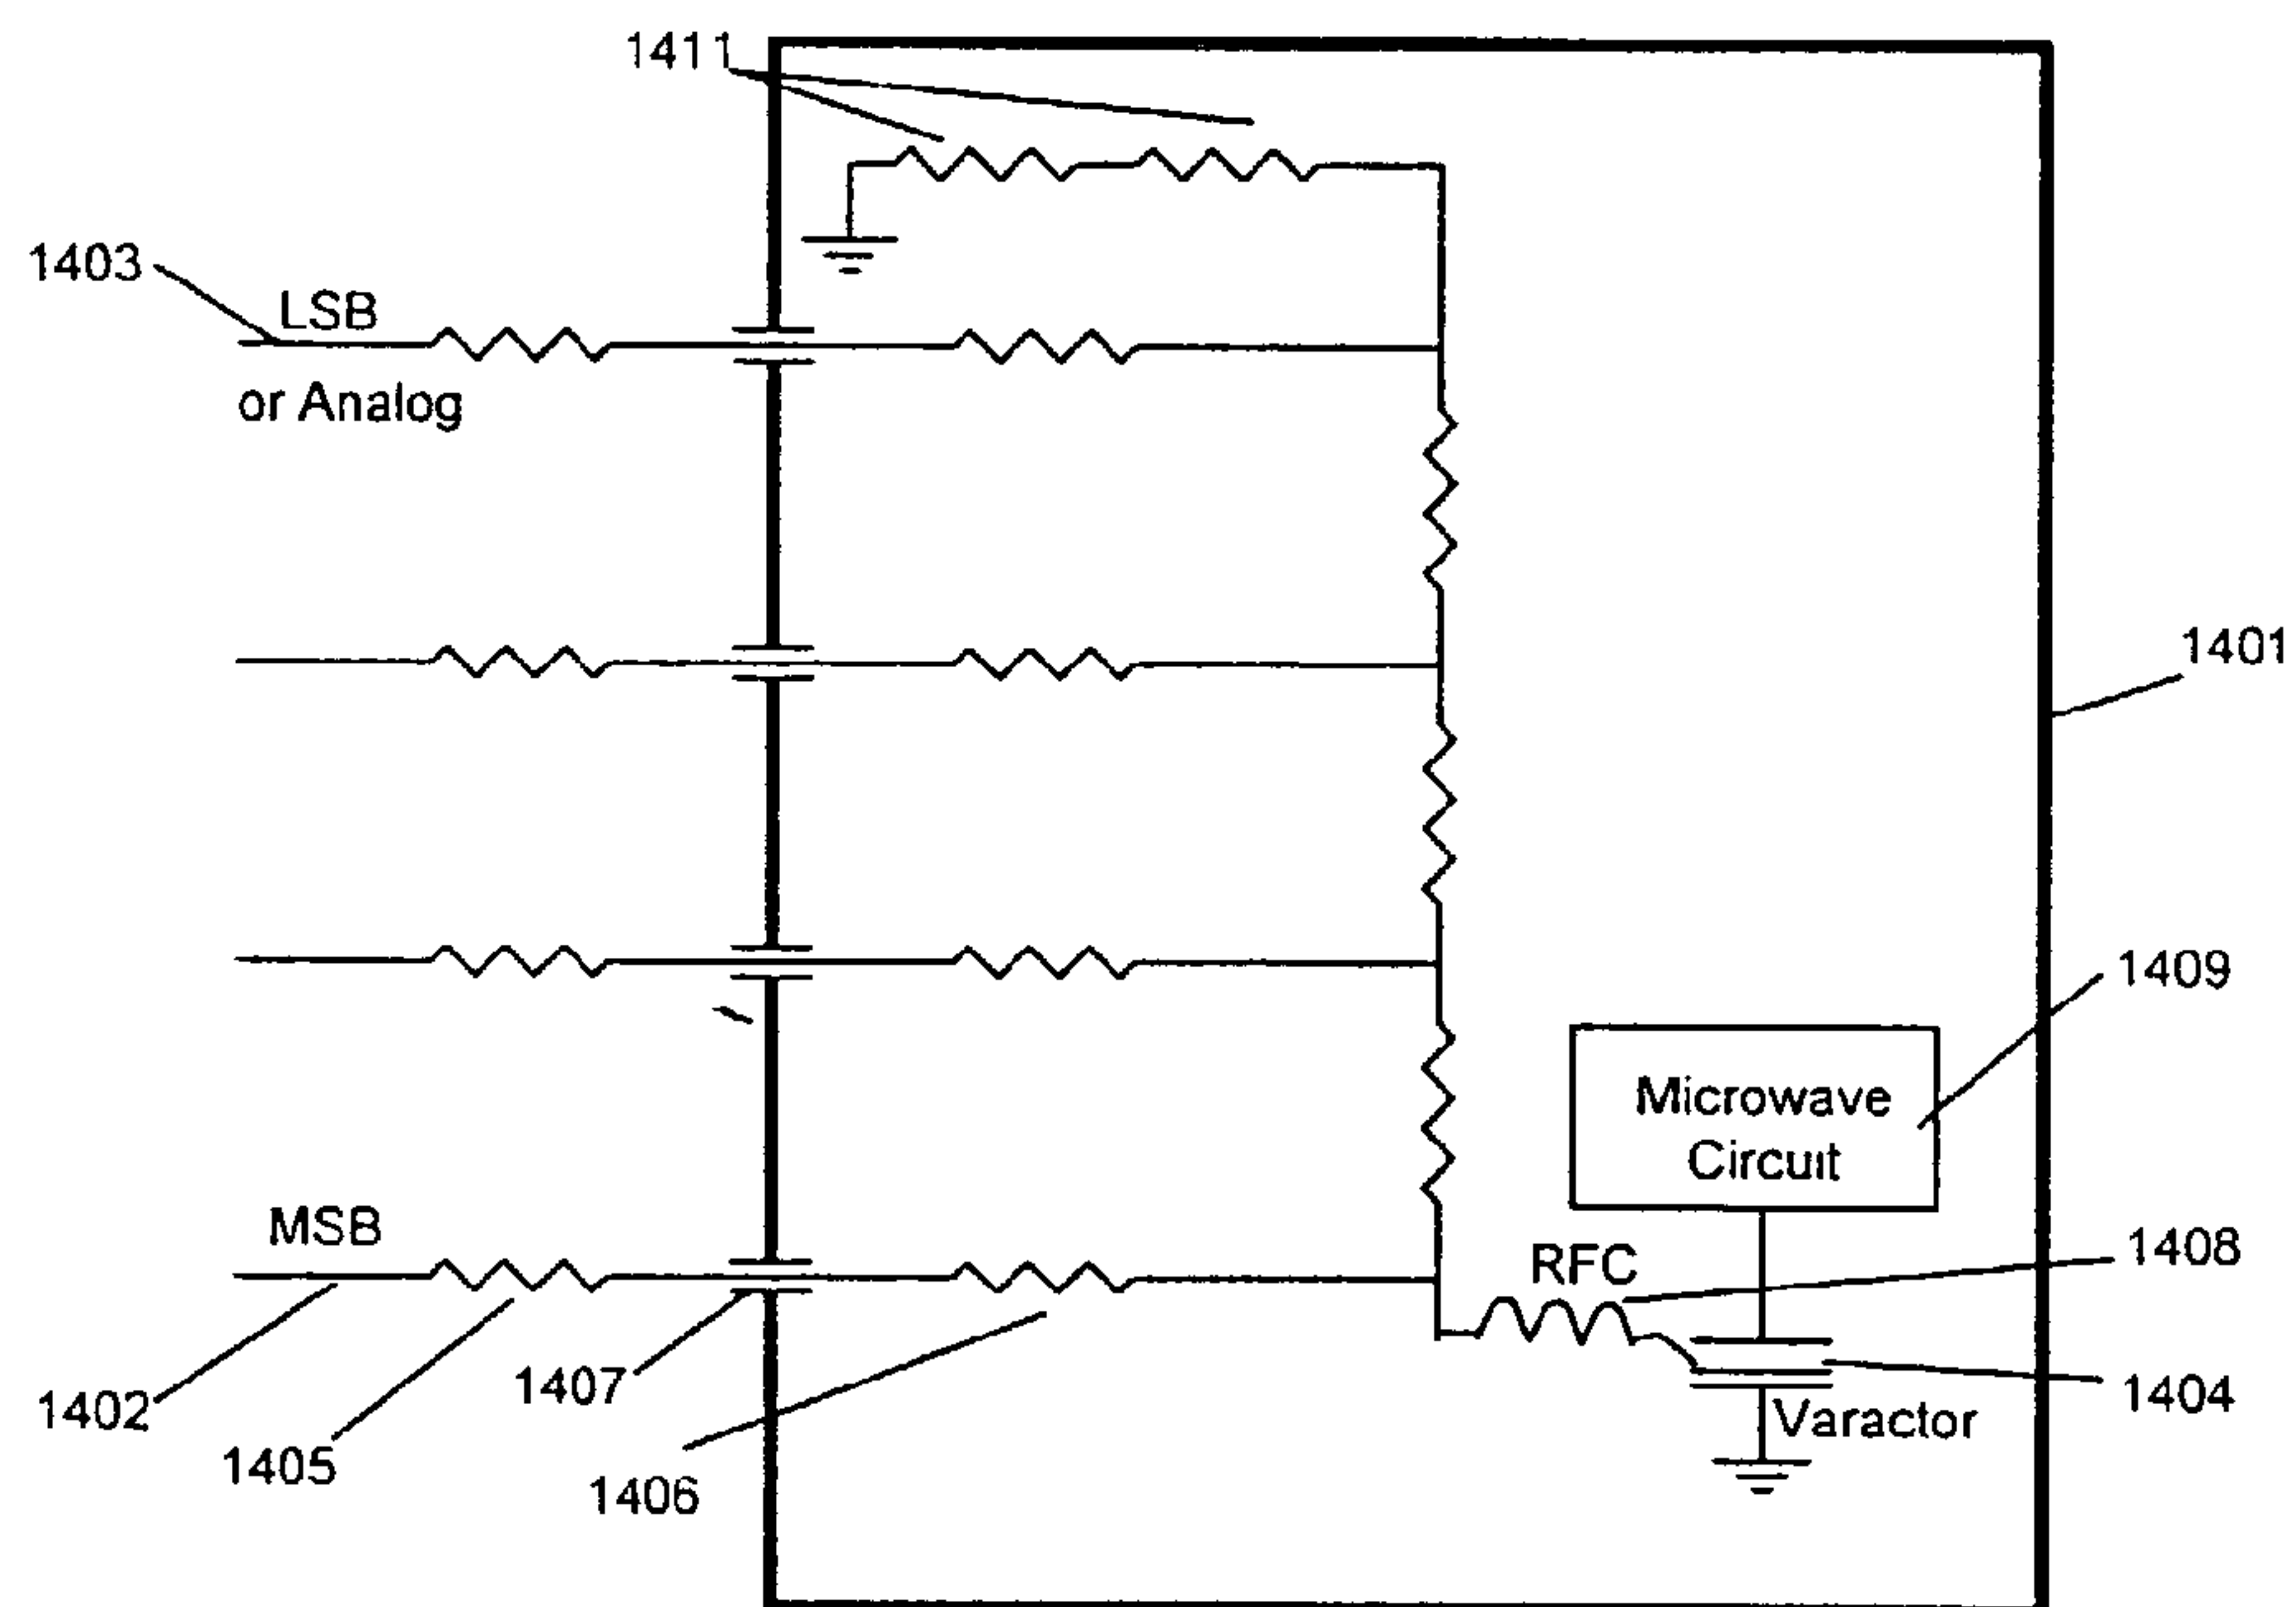 1411
1403
LSB
or Analog
1401
1409
Microwave
Circuit
MSB
RFC
1408
1407
1402
1404
Varactor
1405
1406